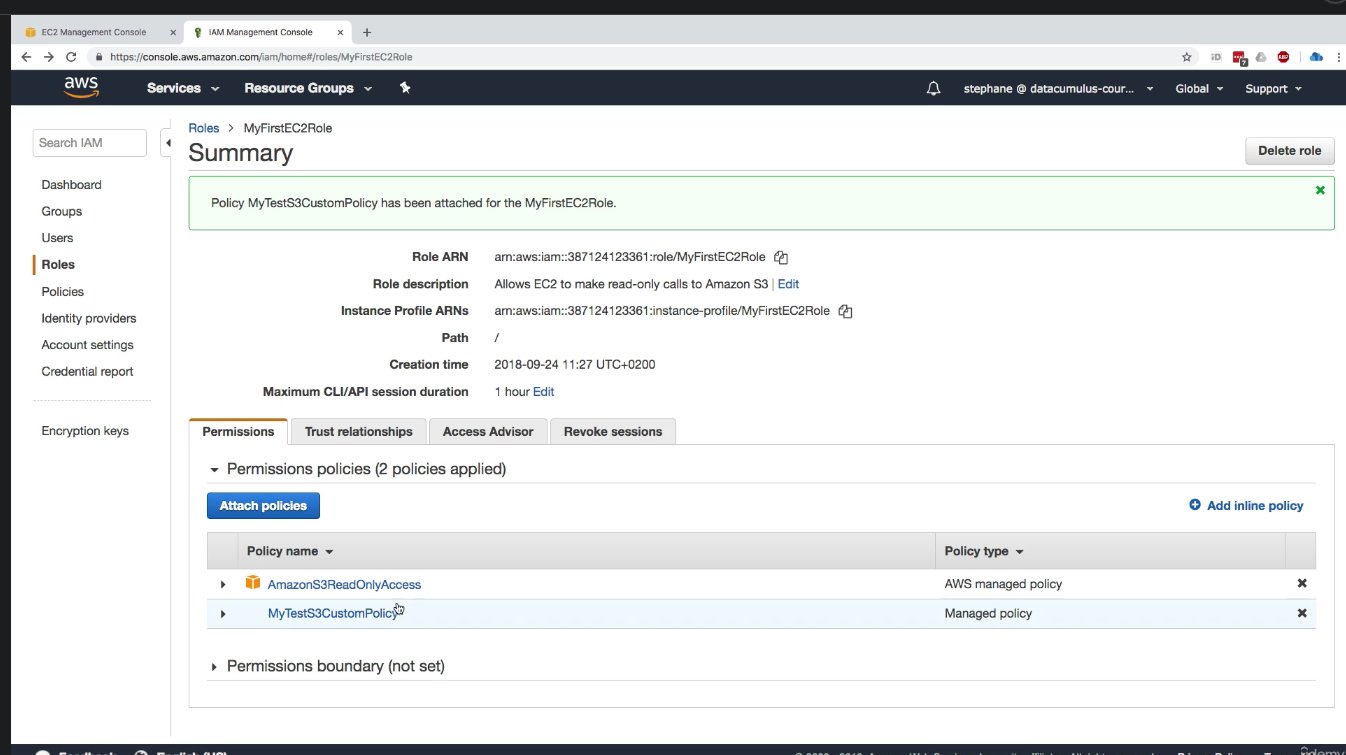 EC2 Management Console
IAM Management Console
https://console.aws.amazon.com/iam/home#/roles/MyFirstEC2Role
iD
7
ABP
aws
Services
Resource Groups
stephane @ datacumulus-cour...
Global
Support
Search IAM
Dashboard
Groups
Users
Roles
Policies
Identity providers
Account settings
Credential report
Encryption keys
Roles > MyFirstEC2Role
Summary
Delete role
Policy MyTestS3CustomPolicy has been attached for the MyFirstEC2Role.
Role ARN arn:aws:iam::387124123361:role/MyFirstEC2Role
Role description Allows EC2 to make read-only calls to Amazon S3 | Edit
Instance Profile ARNs arn:aws:iam::387124123361:instance-profile/MyFirstEC2Role
Path /
Creation time 2018-09-24 11:27 UTC+0200
Maximum CLI/API session duration 1 hour Edit
Permissions
Trust relationships
Access Advisor
Revoke sessions
Permissions policies (2 policies applied)
Attach policies
Add inline policy
Policy name
Policy type
AmazonS3ReadOnlyAccess AWS managed policy
MyTestS3CustomPolicy Managed policy
Permissions boundary (not set)
Feedback
English (US)